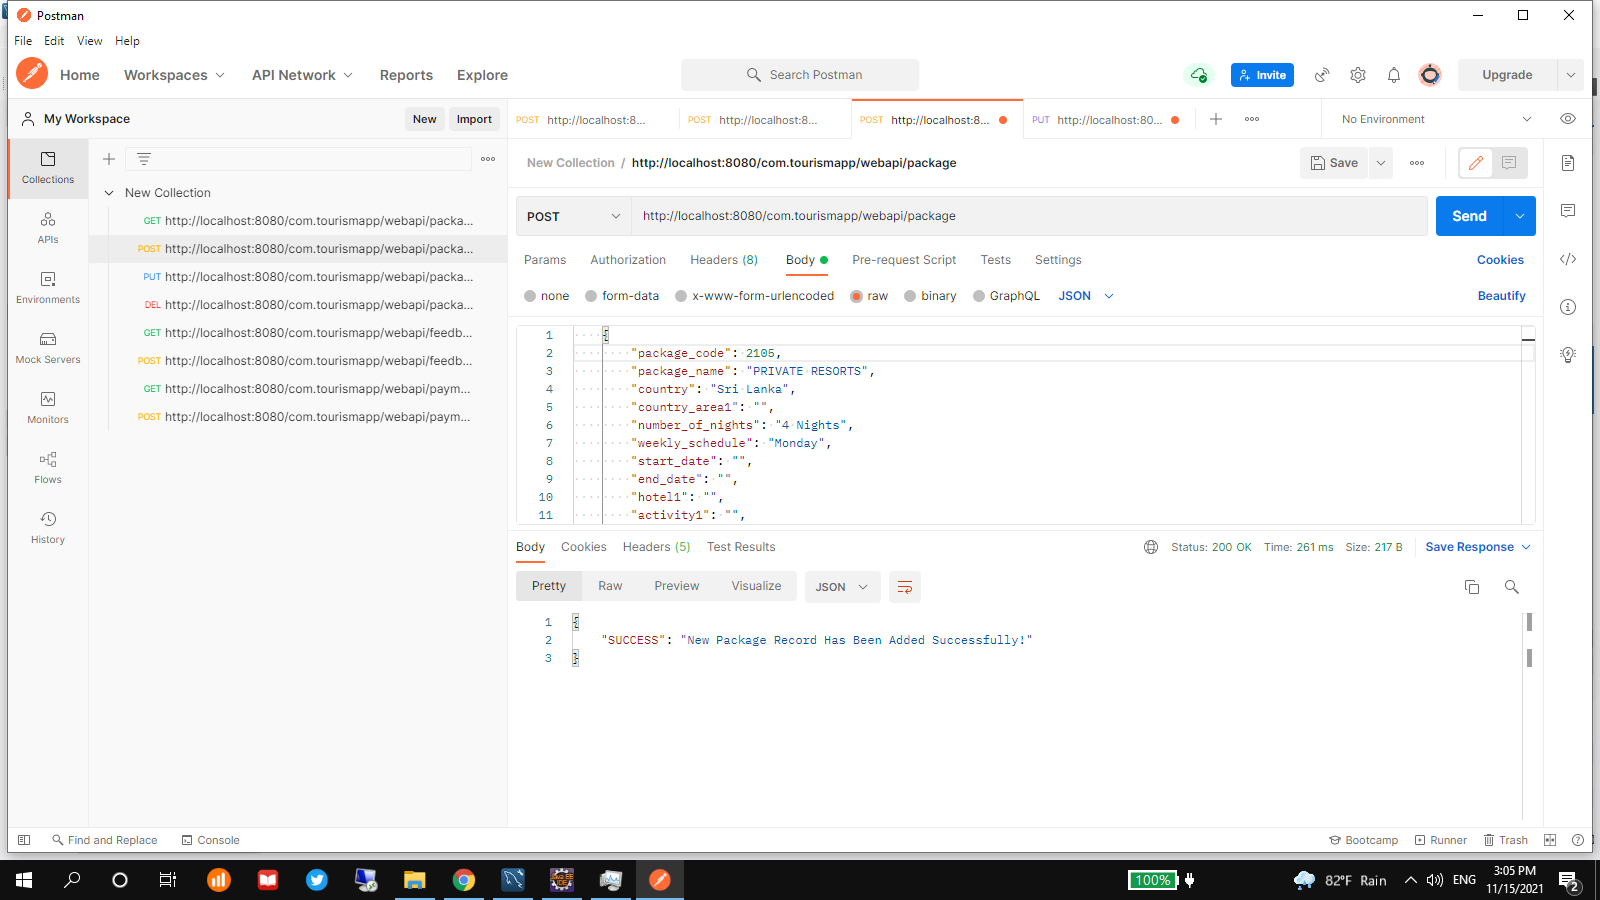 Postman
File Edit View Help
Home Workspaces API Network Reports Explore Search Postman Invite Upgrade
My Workspace New Import
POST http://localhost:8... POST http://localhost:8... POST http://localhost:8... PUT http://localhost:80... No Environment
New Collection / http://localhost:8080/com.tourismapp/webapi/package Save
Collections
APIs
Environments
Mock Servers
Monitors
Flows
History
New Collection
GET http://localhost:8080/com.tourismapp/webapi/packa...
POST http://localhost:8080/com.tourismapp/webapi/packa...
PUT http://localhost:8080/com.tourismapp/webapi/packa...
DEL http://localhost:8080/com.tourismapp/webapi/packa...
GET http://localhost:8080/com.tourismapp/webapi/feedb...
POST http://localhost:8080/com.tourismapp/webapi/feedb...
GET http://localhost:8080/com.tourismapp/webapi/paym...
POST http://localhost:8080/com.tourismapp/webapi/paym...
POST http://localhost:8080/com.tourismapp/webapi/package Send
Params Authorization Headers (8) Body Pre-request Script Tests Settings Cookies
none form-data x-www-form-urlencoded raw binary GraphQL JSON Beautify
1 {
2 "package_code": 2105,
3 "package_name": "PRIVATE RESORTS",
4 "country": "Sri Lanka",
5 "country_area1": "",
6 "number_of_nights": "4 Nights",
7 "weekly_schedule": "Monday",
8 "start_date": "",
9 "end_date": "",
10 "hotel1": "",
11 "activity1": "",
Body Cookies Headers (5) Test Results Status: 200 OK Time: 261 ms Size: 217 B Save Response
Pretty Raw Preview Visualize JSON
1 {
2 "SUCCESS": "New Package Record Has Been Added Successfully!"
3 }
Find and Replace Console Bootcamp Runner Trash
100% 82°F Rain ENG 3:05 PM
11/15/2021
2